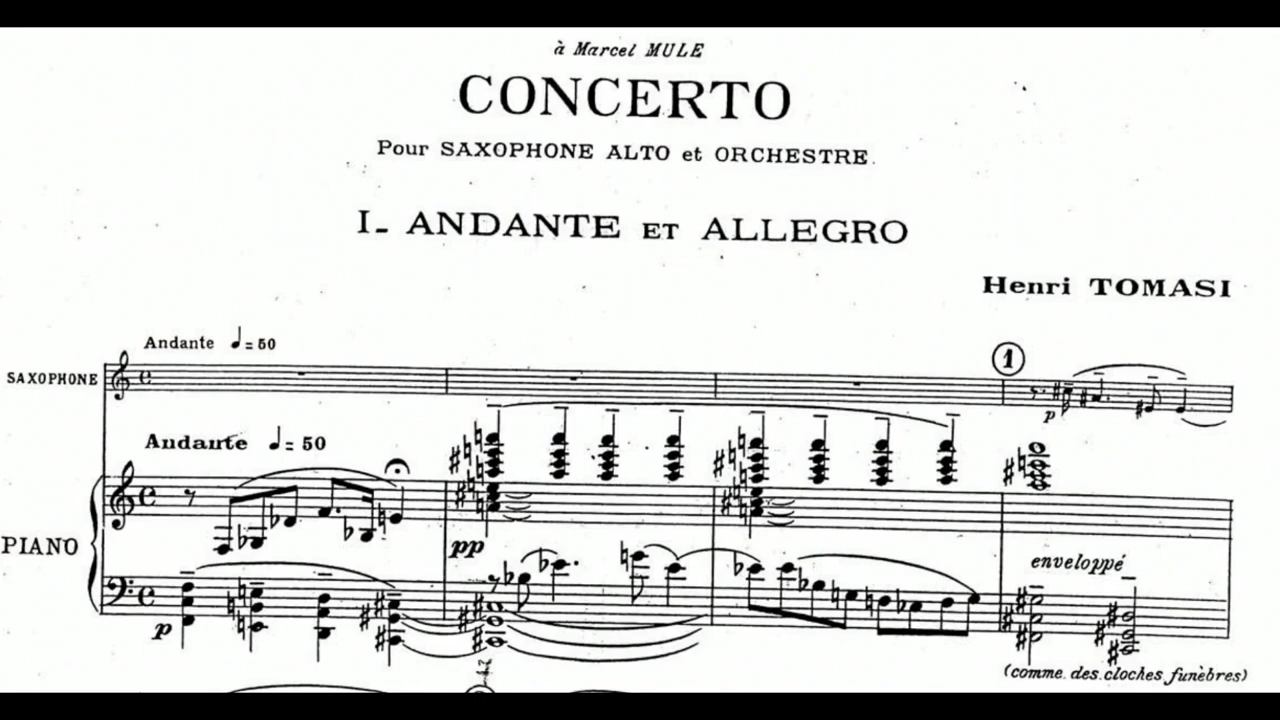 à Marcel MULE
CONCERTO
Pour SAXOPHONE ALTO et ORCHESTRE.
I_ ANDANTE ET ALLEGRO
Henri TOMASI
Andante ♩=50
1
SAXOPHONE
p
Andante ♩=50
PIANO
pp
enveloppé
p
(comme des cloches funèbres)